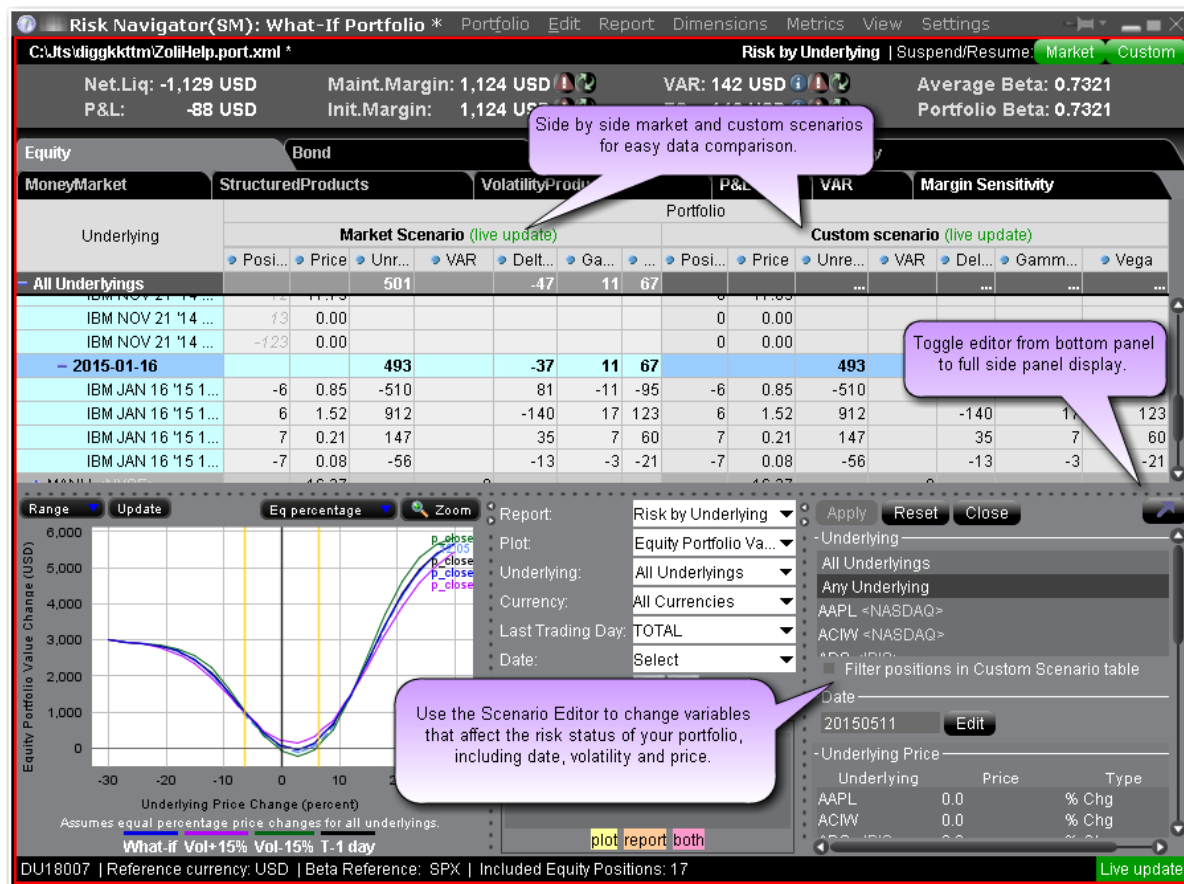 Risk Navigator(SM): What-If Portfolio * Portfolio Edit Report Dimensions Metrics View Settings
C:\Jts\diggkkttm\ZoliHelp.port.xml * Risk by Underlying | Suspend/Resume: Market Custom
Net.Liq: -1,129 USD Maint.Margin: 1,124 USD VAR: 142 USD Average Beta: 0.7321
P&L: -88 USD Init.Margin: 1,124 Portfolio Beta: 0.7321
Side by side market and custom scenarios
for easy data comparison.
Equity Bond
MoneyMarket StructuredProducts P&L VAR Margin Sensitivity
Portfolio
Underlying Market Scenario (live update) Custom scenario (live update)
Posi... Price Unr... VAR Delt... Ga... ... Posi... Price Unre... VAR Del... Gamm... Vega
- All Underlyings 501 -47 11 67 ... ... ... ...
IBM NOV 21 '14 ... 13 0.00 0 0.00
IBM NOV 21 '14 ... -123 0.00 0 0.00
- 2015-01-16 493 -37 11 67 493
IBM JAN 16 '15 1... -6 0.85 -510 81 -11 -95 -6 0.85 -510
IBM JAN 16 '15 1... 6 1.52 912 -140 17 123 6 1.52 912 -140 17 123
IBM JAN 16 '15 1... 7 0.21 147 35 7 60 7 0.21 147 35 7 60
IBM JAN 16 '15 1... -7 0.08 -56 -13 -3 -21 -7 0.08 -56 -13 -3 -21
Toggle editor from bottom panel
to full side panel display.
Range Update Eq percentage Zoom
Equity Portfolio Value Change (USD)
6,000
5,000
4,000
3,000
2,000
1,000
0
p_close
p_close
p_close
p_close
-30 -20 -10 0 10
Underlying Price Change (percent)
Assumes equal percentage price changes for all underlyings.
What-if Vol+15% Vol-15% T-1 day
Report: Risk by Underlying
Plot: Equity Portfolio Va...
Underlying: All Underlyings
Currency: All Currencies
Last Trading Day: TOTAL
Date: Select
Use the Scenario Editor to change variables
that affect the risk status of your portfolio,
including date, volatility and price.
plot report both
Apply Reset Close
-Underlying
All Underlyings
Any Underlying
AAPL <NASDAQ>
ACIW <NASDAQ>
Filter positions in Custom Scenario table
Date
20150511 Edit
-Underlying Price
Underlying Price Type
AAPL 0.0 % Chg
ACIW 0.0 % Chg
DU18007 | Reference currency: USD | Beta Reference: SPX | Included Equity Positions: 17 Live update